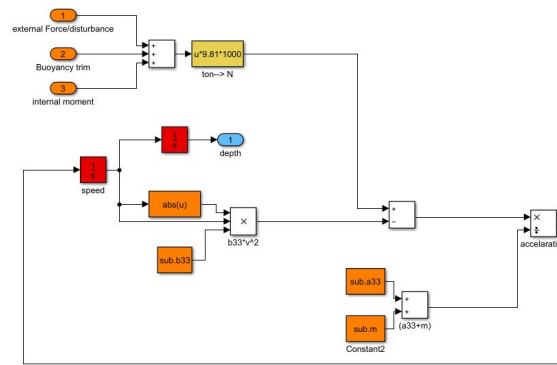 1
external Force/disturbance
2
Buoyancy trim
3
internal moment
+
+
+
u*9.81*1000
ton--> N
1
s
speed
1
s
1
depth
abs(u)
sub.b33
×
b33*v^2
+
−
×
÷
accelarati
sub.a33
sub.m
Constant2
+
+
(a33+m)